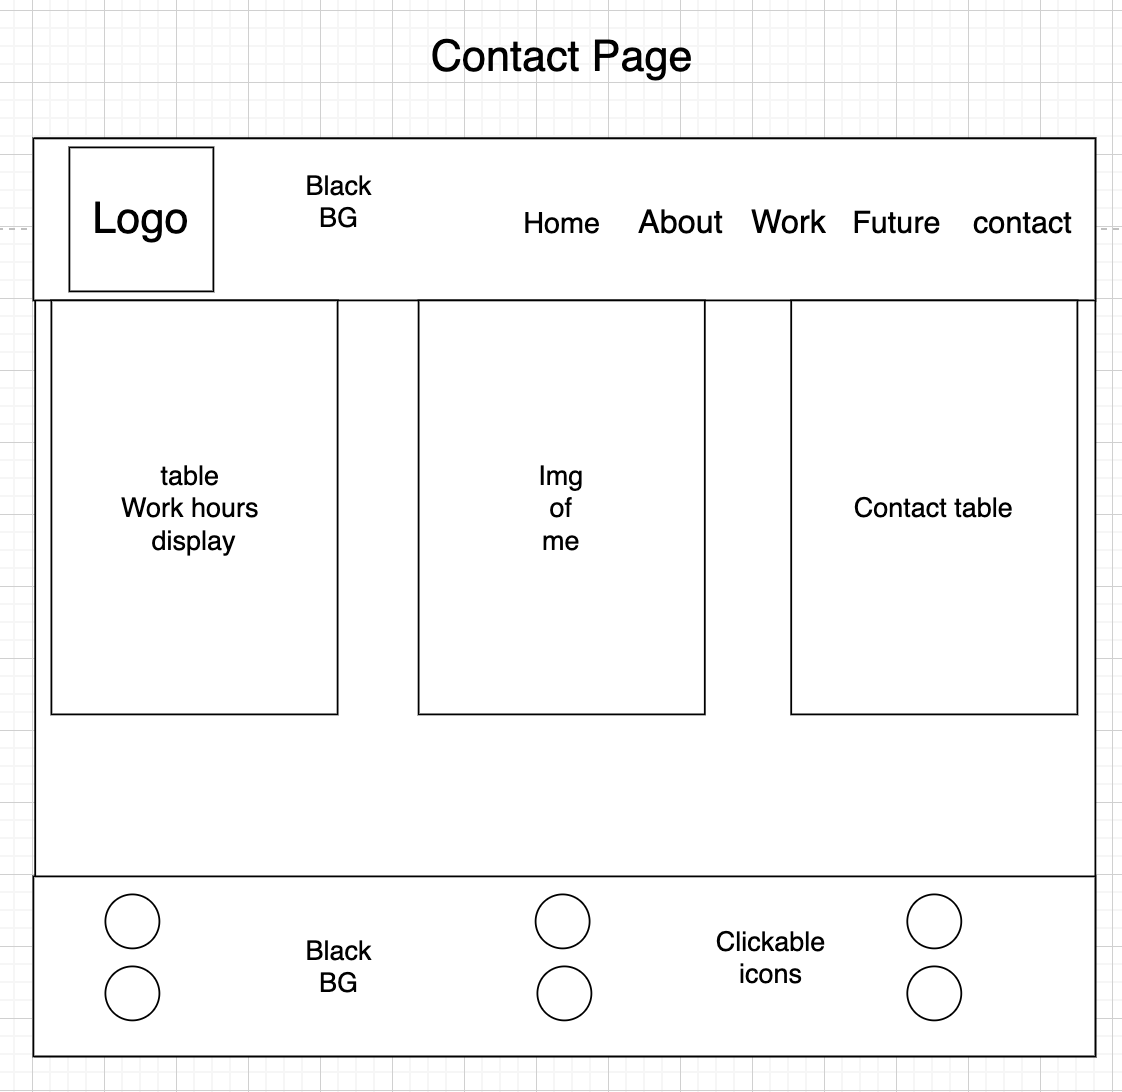 Contact Page
Logo
Black
BG
Home About Work Future contact
table
Work hours
display
Img
of
me
Contact table
Black
BG
Clickable
icons